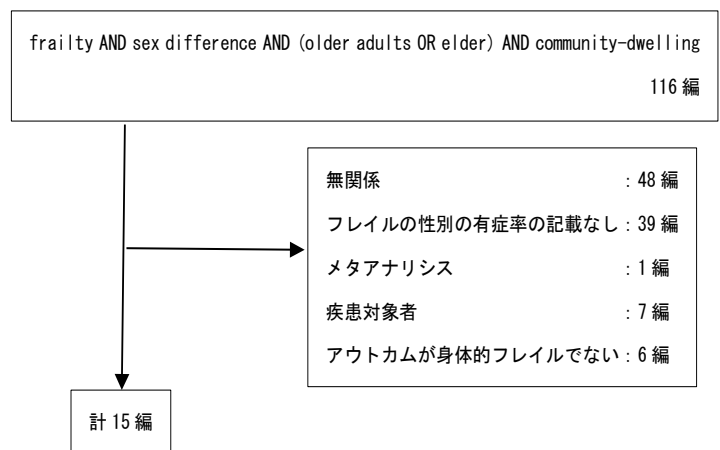 frailty AND sex difference AND (older adults OR elder) AND community-dwelling
116 編
無関係 : 48 編
フレイルの性別の有症率の記載なし : 39 編
メタアナリシス : 1 編
疾患対象者 : 7 編
アウトカムが身体的フレイルでない : 6 編
計 15 編